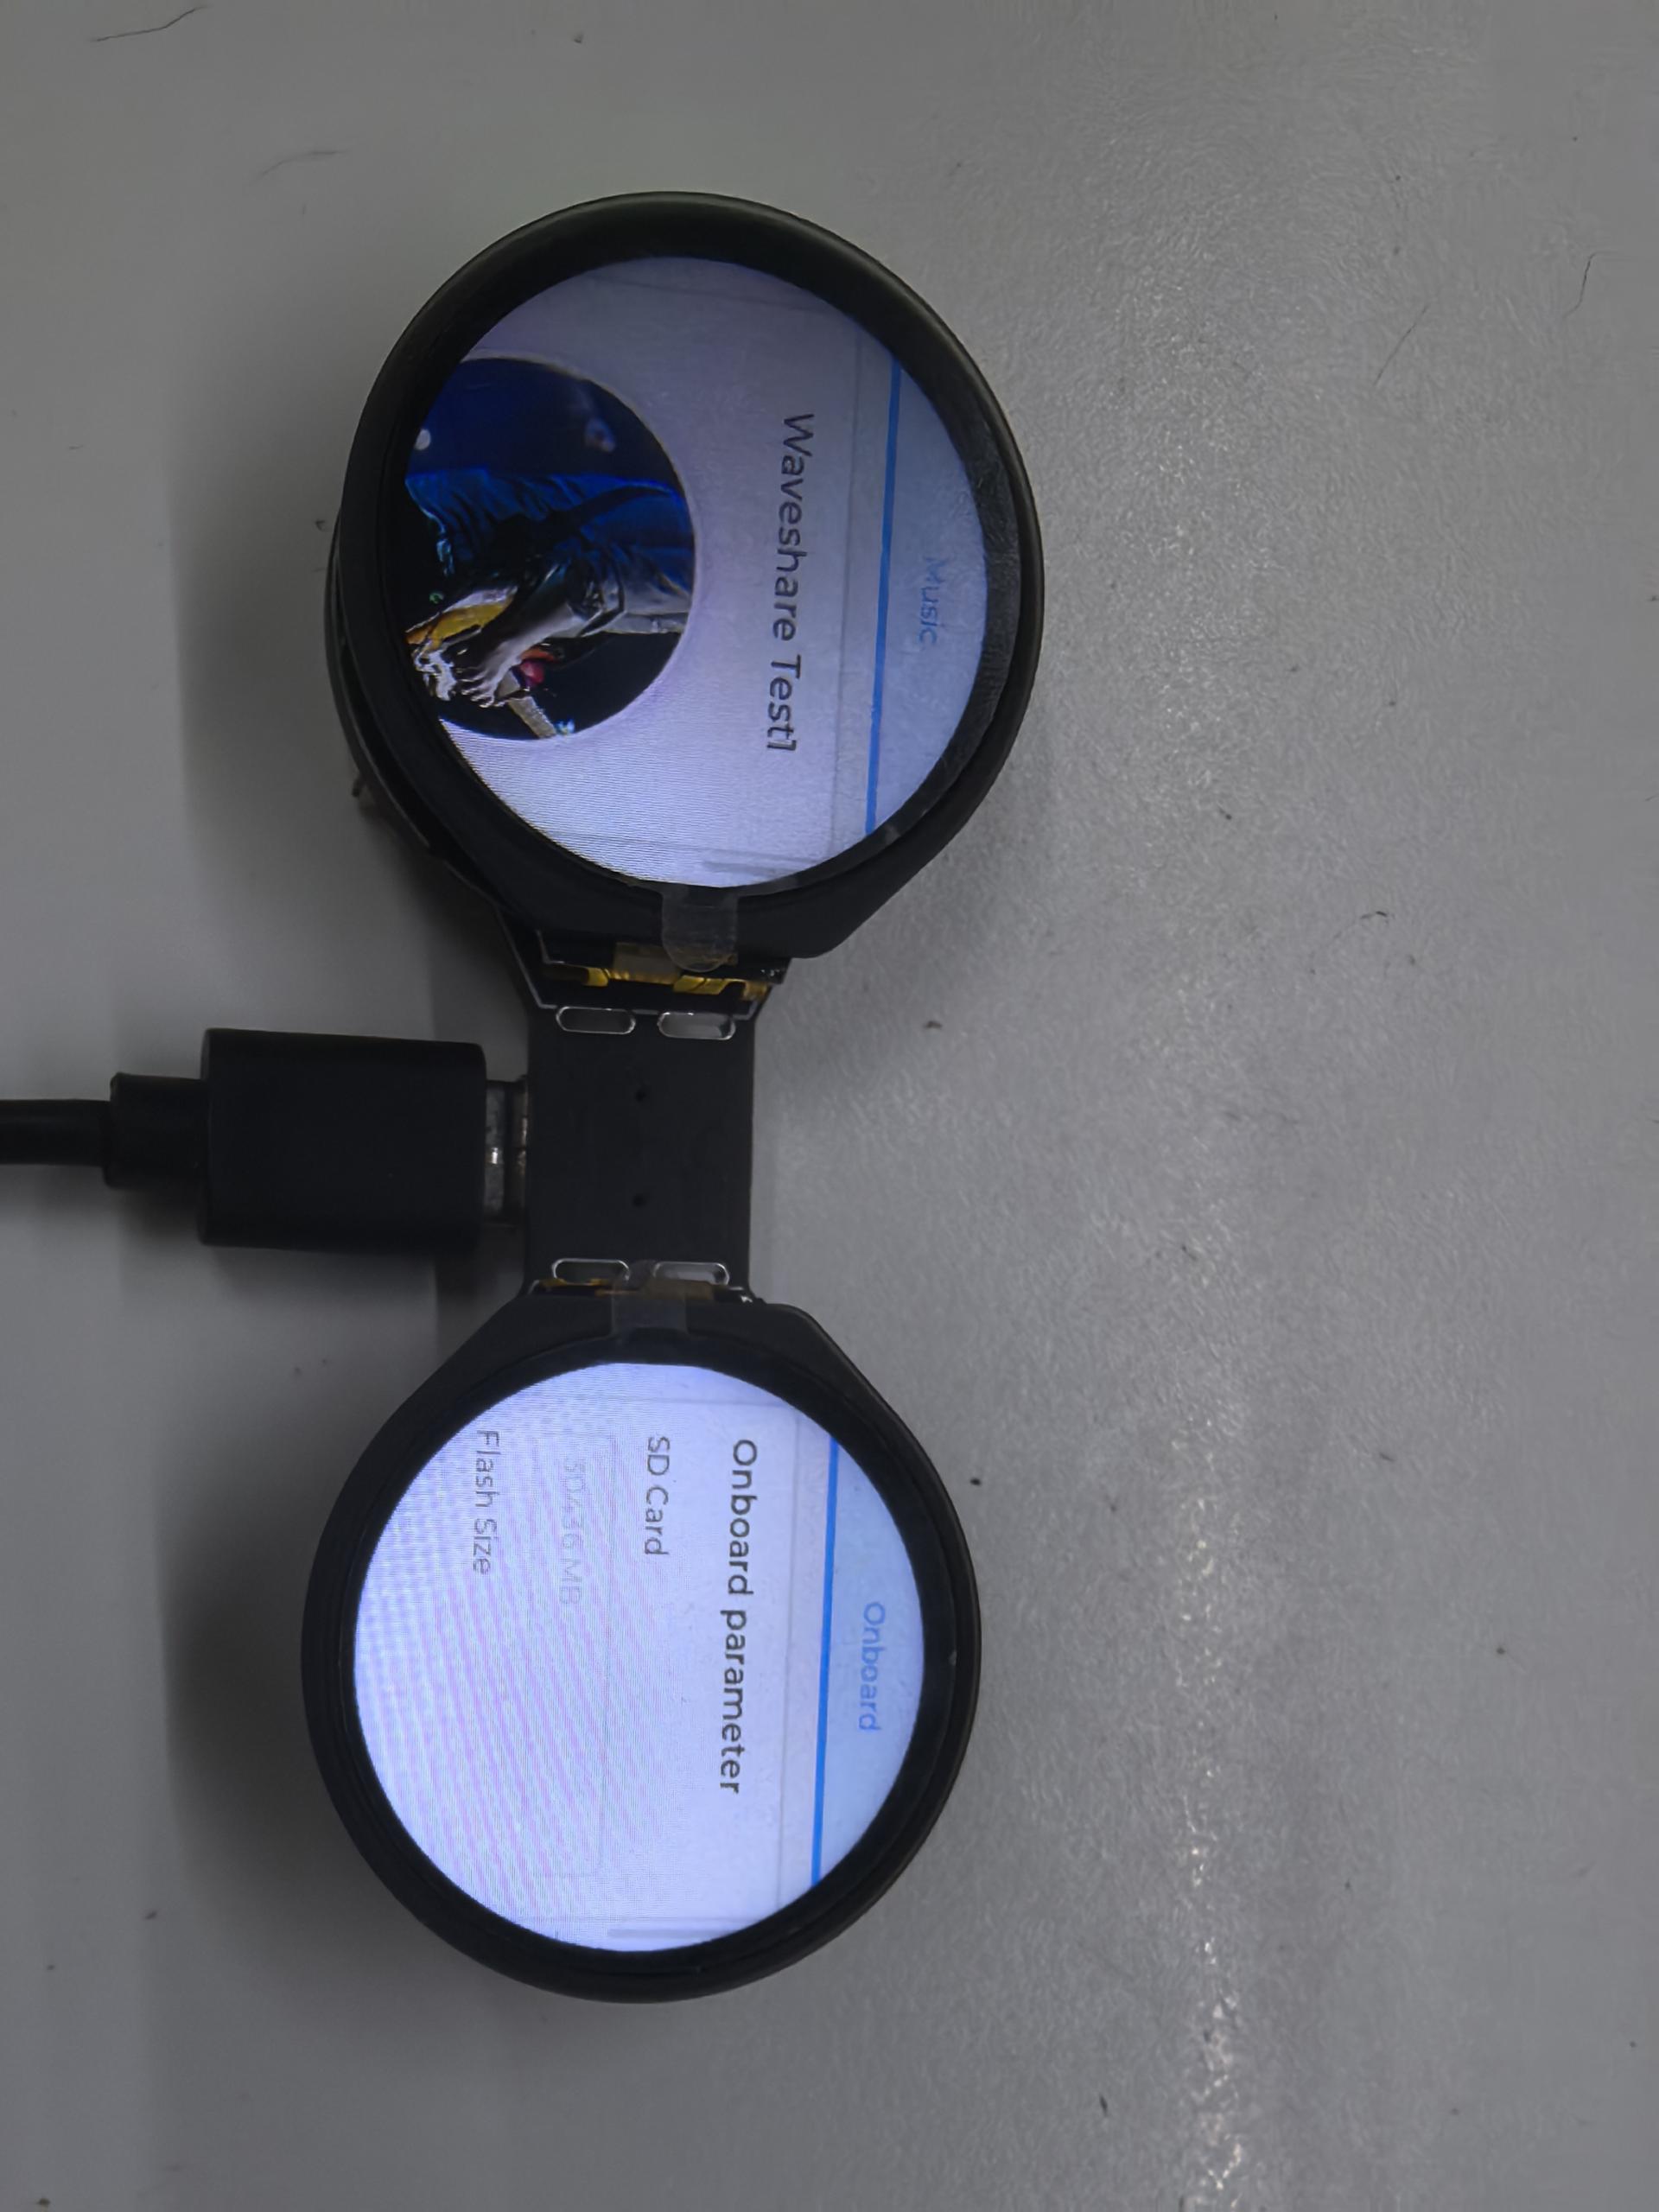 Music
Waveshare Test1
Onboard
Onboard parameter
SD Card
30436 MB
Flash Size